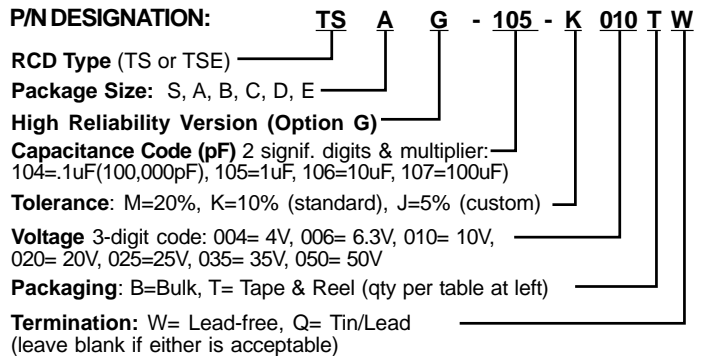 P/N DESIGNATION: TS A G - 105 - K 010 T W
RCD Type (TS or TSE)
Package Size: S, A, B, C, D, E
High Reliability Version (Option G)
Capacitance Code (pF) 2 signif. digits & multiplier:
104=.1uF(100,000pF), 105=1uF, 106=10uF, 107=100uF)
Tolerance: M=20%, K=10% (standard), J=5% (custom)
Voltage 3-digit code: 004= 4V, 006= 6.3V, 010= 10V,
020= 20V, 025=25V, 035= 35V, 050= 50V
Packaging: B=Bulk, T= Tape & Reel (qty per table at left)
Termination: W= Lead-free, Q= Tin/Lead
(leave blank if either is acceptable)